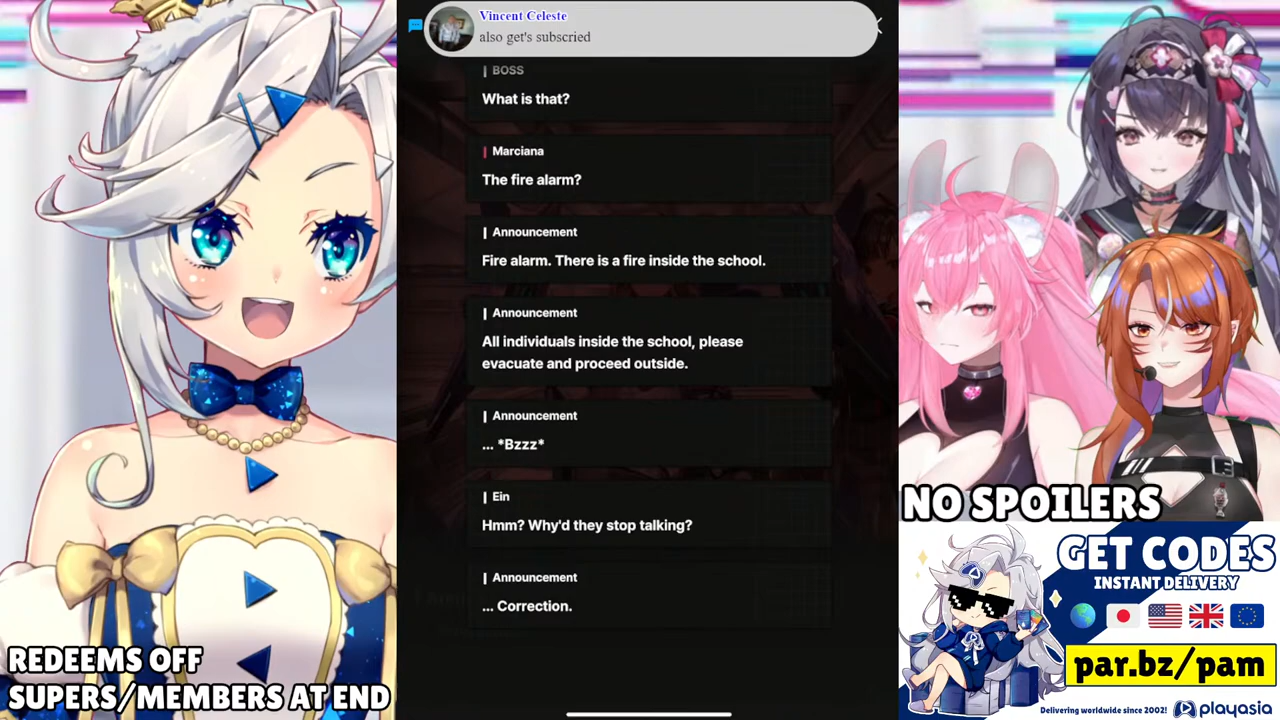 Vincent Celeste
also get's subscried
BOSS
What is that?
Marciana
The fire alarm?
Announcement
Fire alarm. There is a fire inside the school.
Announcement
All individuals inside the school, please
evacuate and proceed outside.
Announcement
... *Bzzz*
Ein
Hmm? Why'd they stop talking?
Announcement
... Correction.
REDEEMS OFF
SUPERS/MEMBERS AT END
NO SPOILERS
GET CODES
INSTANT DELIVERY
par.bz/pam
Delivering worldwide since 2002!
playasia